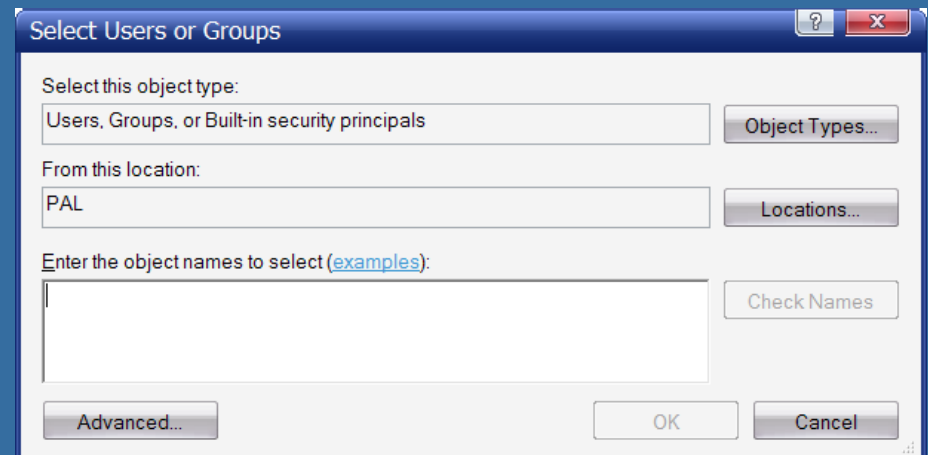 Select Users or Groups
?
X
Select this object type:
Users, Groups, or Built-in security principals
Object Types...
From this location:
PAL
Locations...
Enter the object names to select (examples):
Check Names
Advanced...
OK
Cancel